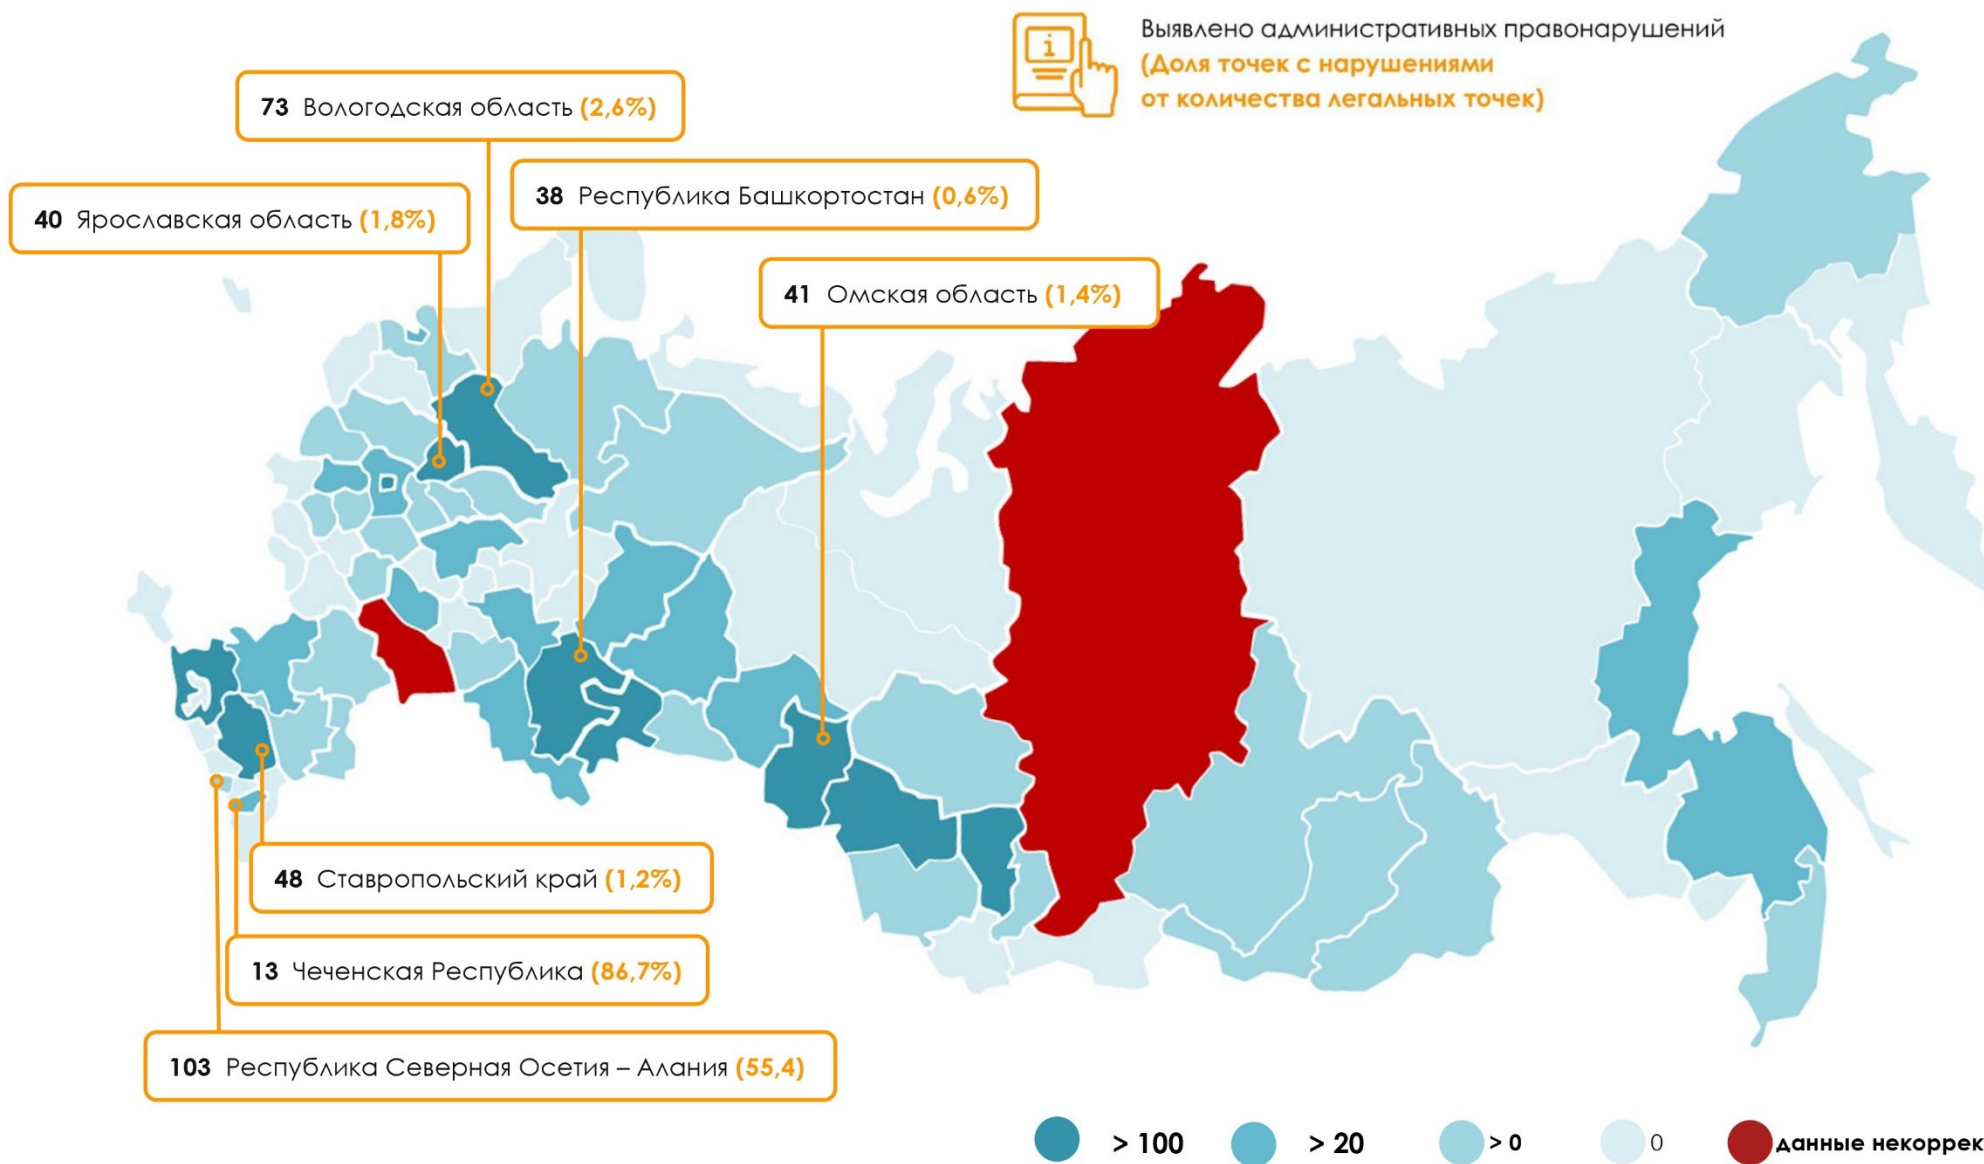 Выявлено административных правонарушений
(Доля точек с нарушениями
от количества легальных точек)
73 Вологодская область (2,6%)
38 Республика Башкортостан (0,6%)
40 Ярославская область (1,8%)
41 Омская область (1,4%)
48 Ставропольский край (1,2%)
13 Чеченская Республика (86,7%)
103 Республика Северная Осетия – Алания (55,4)
> 100 > 20 > 0 0 данные некоррек